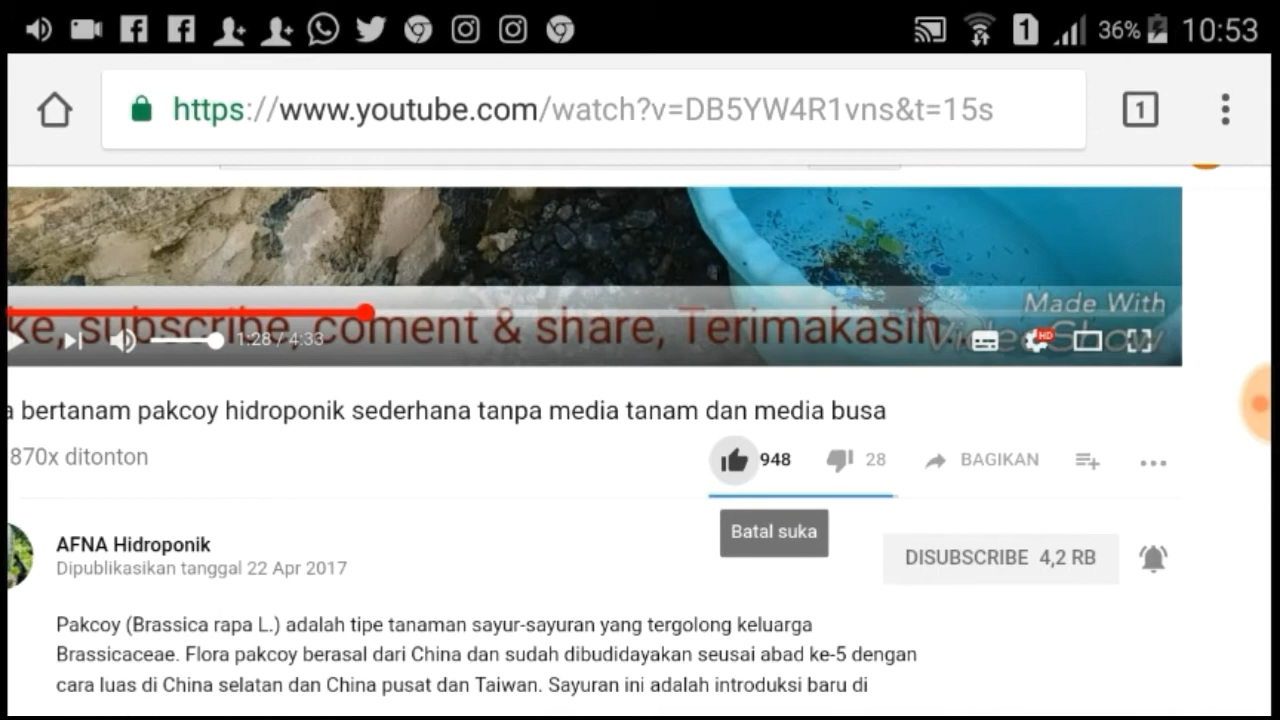 1 36% 10:53
https://www.youtube.com/watch?v=DB5YW4R1vns&t=15s 1
Made With
ke, subscribe, coment & share, Terimakasih...
VideoShow
1:28 / 4:33 HD
a bertanam pakcoy hidroponik sederhana tanpa media tanam dan media busa
870x ditonton 948 28 BAGIKAN
Batal suka
AFNA Hidroponik
Dipublikasikan tanggal 22 Apr 2017
DISUBSCRIBE 4,2 RB
Pakcoy (Brassica rapa L.) adalah tipe tanaman sayur-sayuran yang tergolong keluarga
Brassicaceae. Flora pakcoy berasal dari China dan sudah dibudidayakan seusai abad ke-5 dengan
cara luas di China selatan dan China pusat dan Taiwan. Sayuran ini adalah introduksi baru di